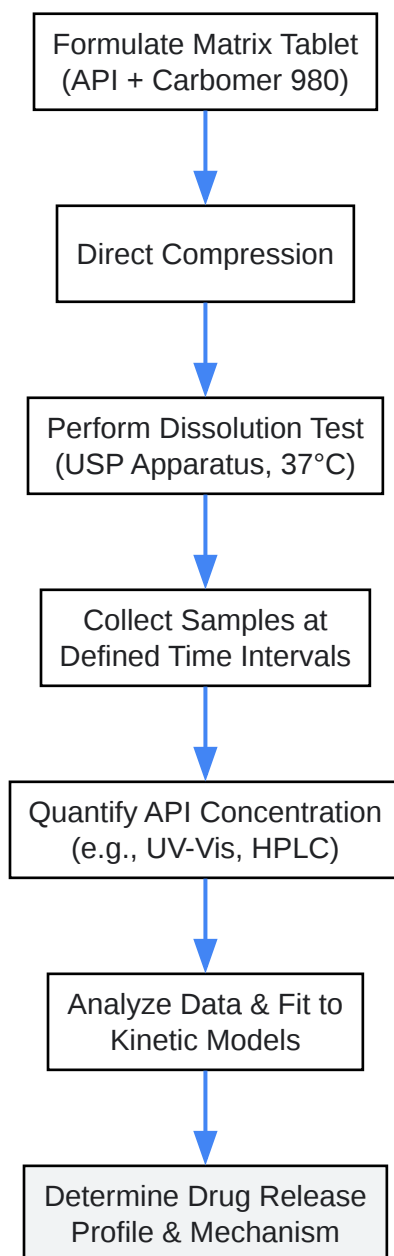 Formulate Matrix Tablet
(API + Carbomer 980)
Direct Compression
Perform Dissolution Test
(USP Apparatus, 37°C)
Collect Samples at
Defined Time Intervals
Quantify API Concentration
(e.g., UV-Vis, HPLC)
Analyze Data & Fit to
Kinetic Models
Determine Drug Release
Profile & Mechanism